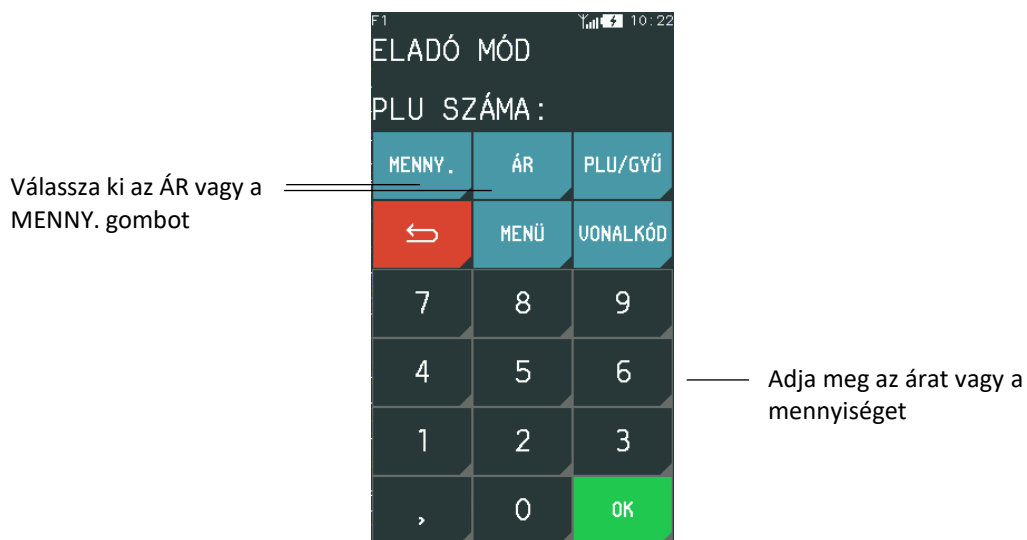 F1 10:22
ELADÓ MÓD
PLU SZÁMA:
MENNY. ÁR PLU/GYŰ
Válassza ki az ÁR vagy a
MENNY. gombot
MENÜ VONALKÓD
7 8 9
4 5 6
Adja meg az árat vagy a
mennyiséget
1 2 3
, 0 OK